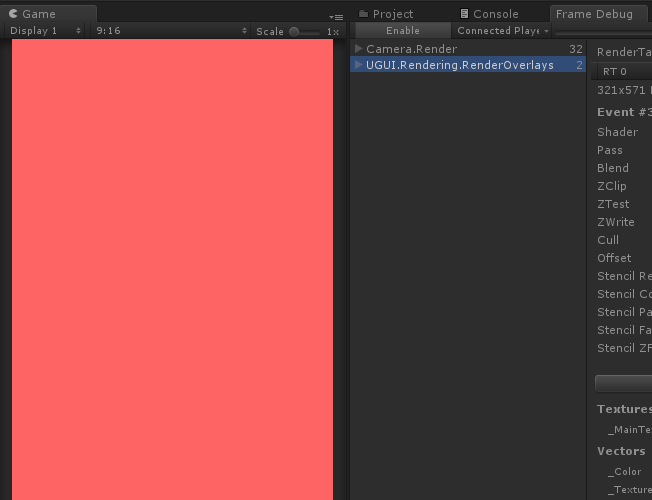 Game
Project
Console
Frame Debug
Display 1
9:16
Scale
1x
Enable
Connected Playe
Camera.Render
32
UGUI.Rendering.RenderOverlays
2
RenderTa
RT 0
321x571
Event #3
Shader
Pass
Blend
ZClip
ZTest
ZWrite
Cull
Offset
Stencil Re
Stencil Co
Stencil Pa
Stencil Fa
Stencil ZF
Textures
_MainTe
Vectors
_Color
_Texture